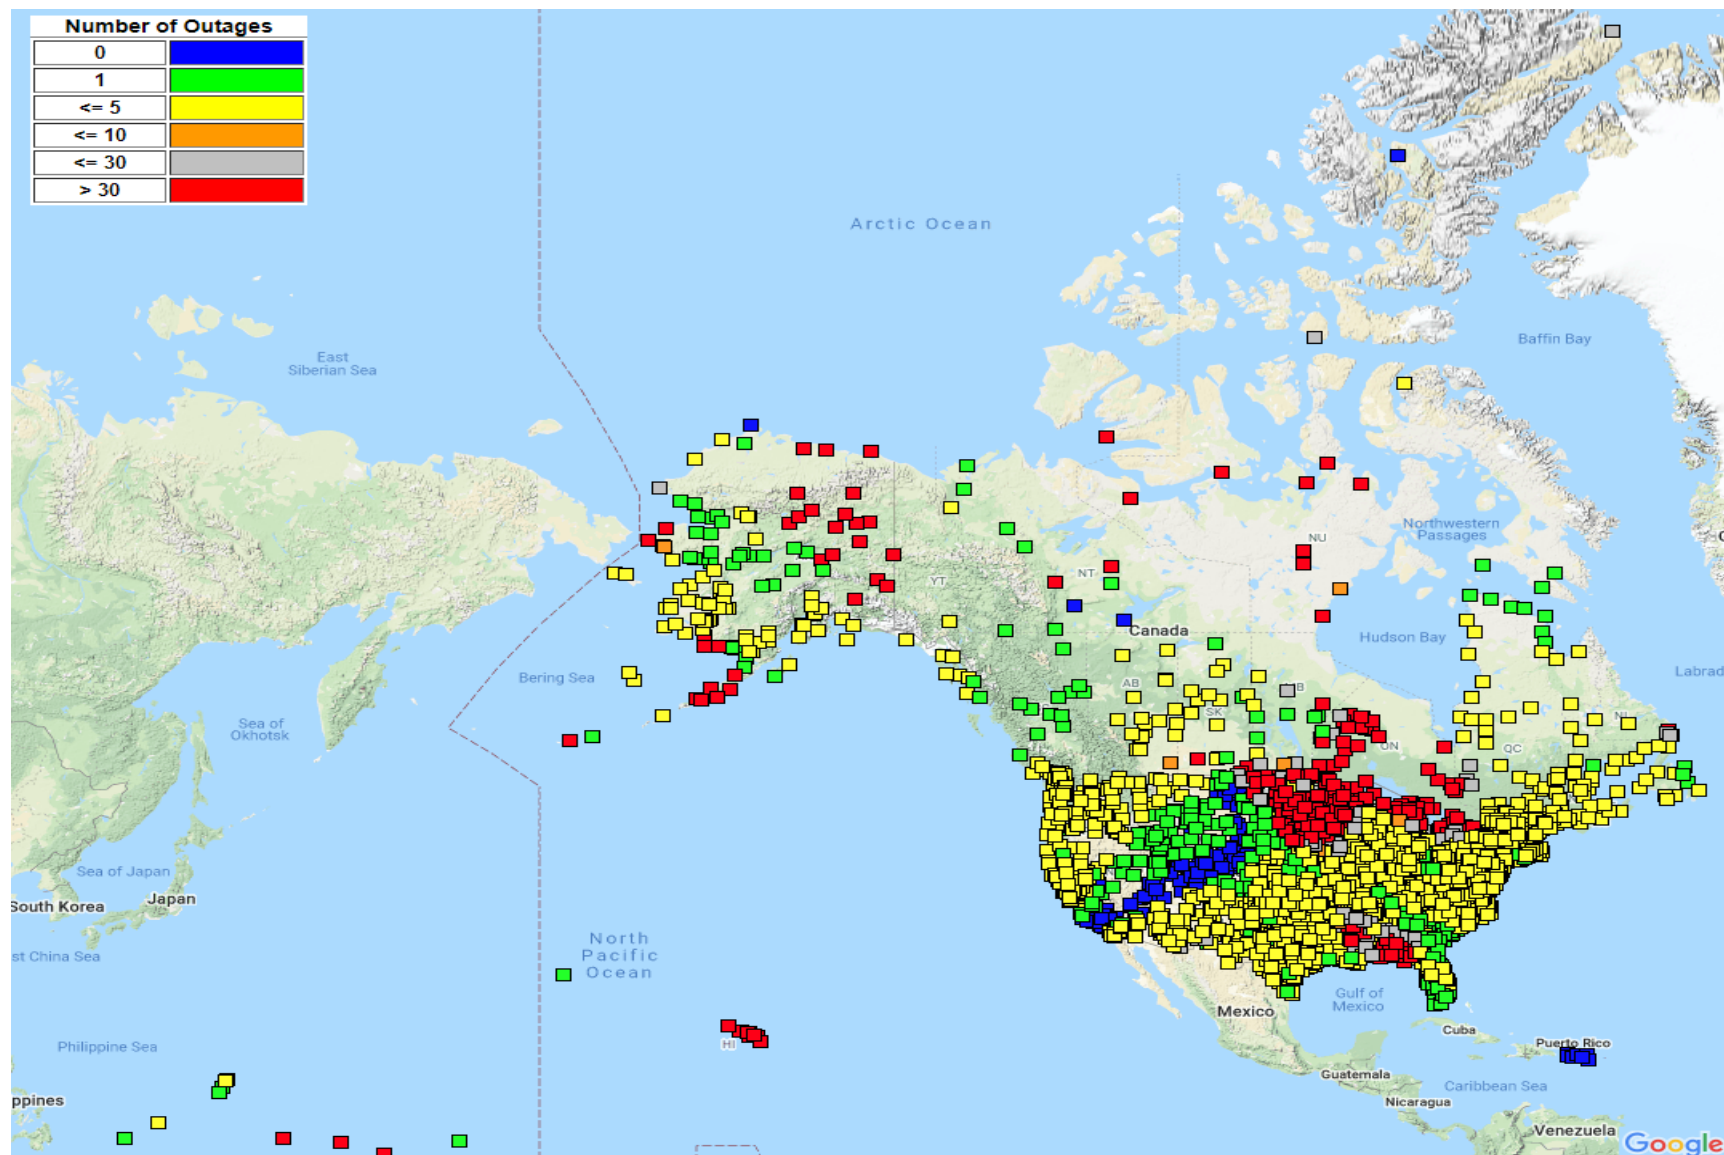 Number of Outages
0
1
<= 5
<= 10
<= 30
> 30
Arctic Ocean
Baffin Bay
East
Siberian Sea
Northwestern
Passages
NU
NT
YT
Canada
Hudson Bay
Labrad
Bering Sea
AB
SK
ON
QC
NL
Sea of
Okhotsk
Sea of Japan
Japan
South Korea
st China Sea
North
Pacific
Ocean
Gulf of
Mexico
Mexico
Cuba
HI
Puerto Rico
Philippine Sea
Guatemala
Caribbean Sea
ppines
Nicaragua
Venezuela
Google